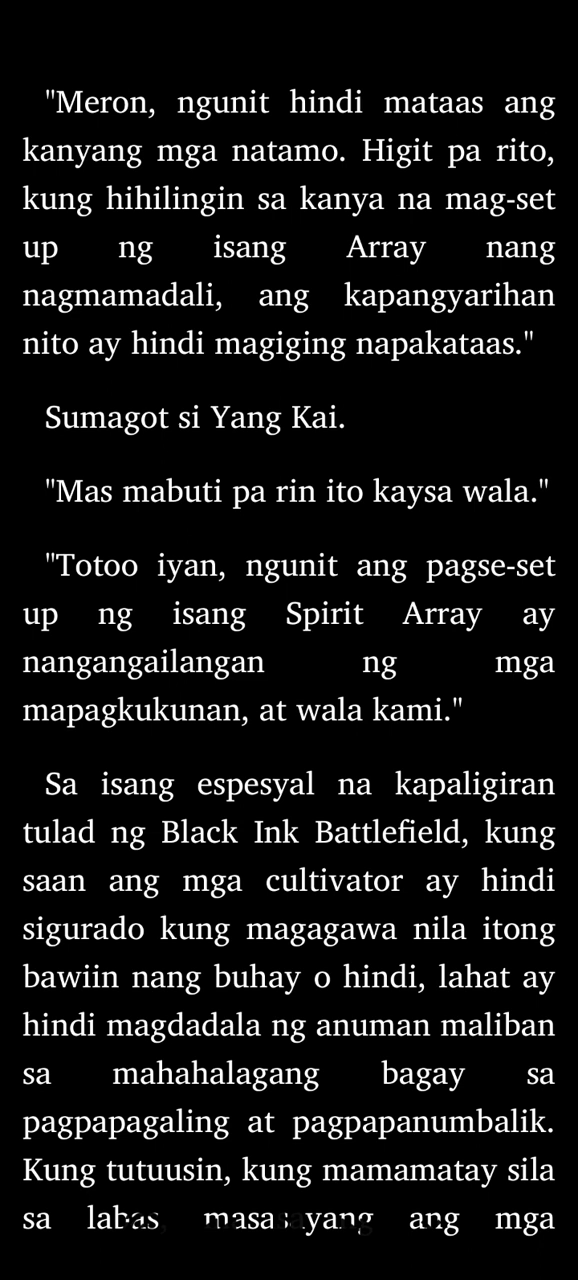 "Meron, ngunit hindi mataas ang
kanyang mga natamo. Higit pa rito,
kung hihilingin sa kanya na mag-set
up ng isang Array nang
nagmamadali, ang kapangyarihan
nito ay hindi magiging napakataas."
Sumagot si Yang Kai.
"Mas mabuti pa rin ito kaysa wala."
"Totoo iyan, ngunit ang pagse-set
up ng isang Spirit Array ay
nangangailangan ng mga
mapagkukunan, at wala kami."
Sa isang espesyal na kapaligiran
tulad ng Black Ink Battlefield, kung
saan ang mga cultivator ay hindi
sigurado kung magagawa nila itong
bawiin nang buhay o hindi, lahat ay
hindi magdadala ng anuman maliban
sa mahahalagang bagay sa
pagpapagaling at pagpapanumbalik.
Kung tutuusin, kung mamamatay sila
sa labas, masasayang ang mga